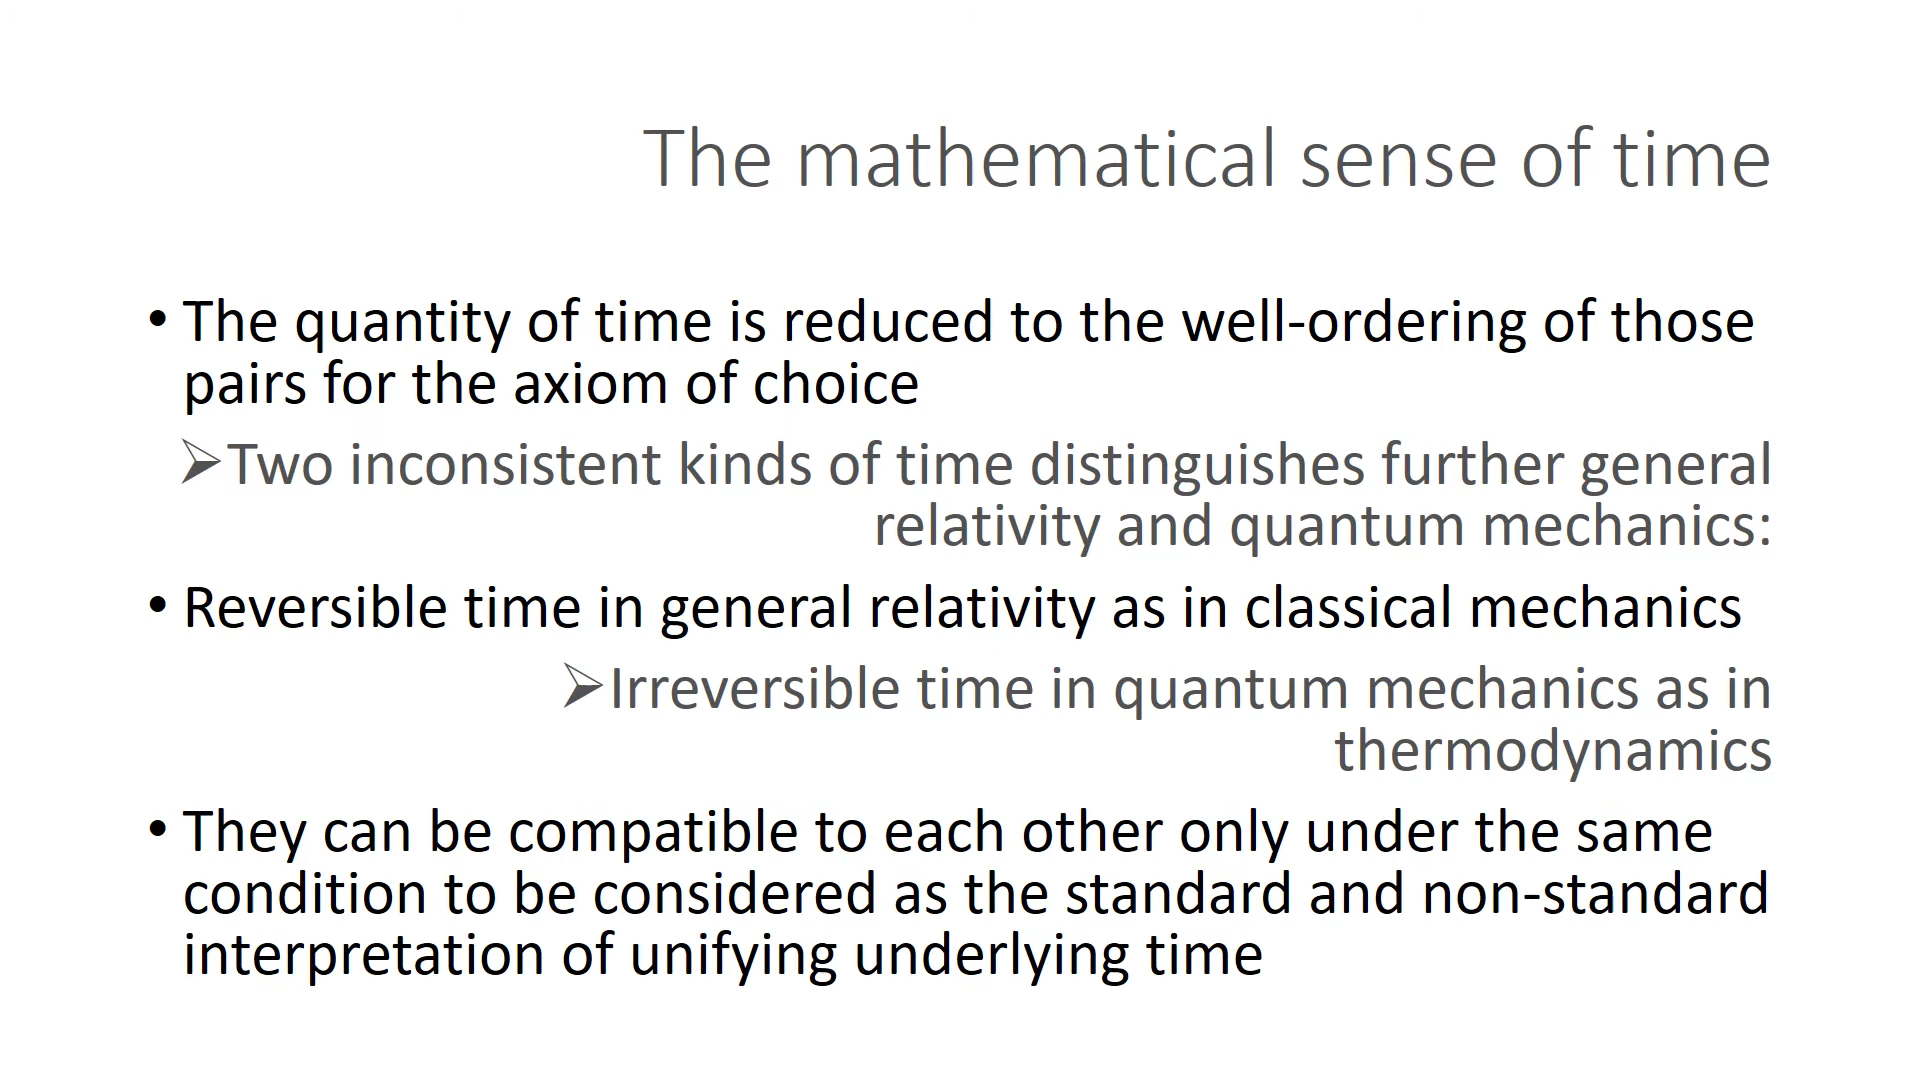 The mathematical sense of time
• The quantity of time is reduced to the well-ordering of those
pairs for the axiom of choice
➢Two inconsistent kinds of time distinguishes further general
relativity and quantum mechanics:
• Reversible time in general relativity as in classical mechanics
➢Irreversible time in quantum mechanics as in
thermodynamics
• They can be compatible to each other only under the same
condition to be considered as the standard and non-standard
interpretation of unifying underlying time